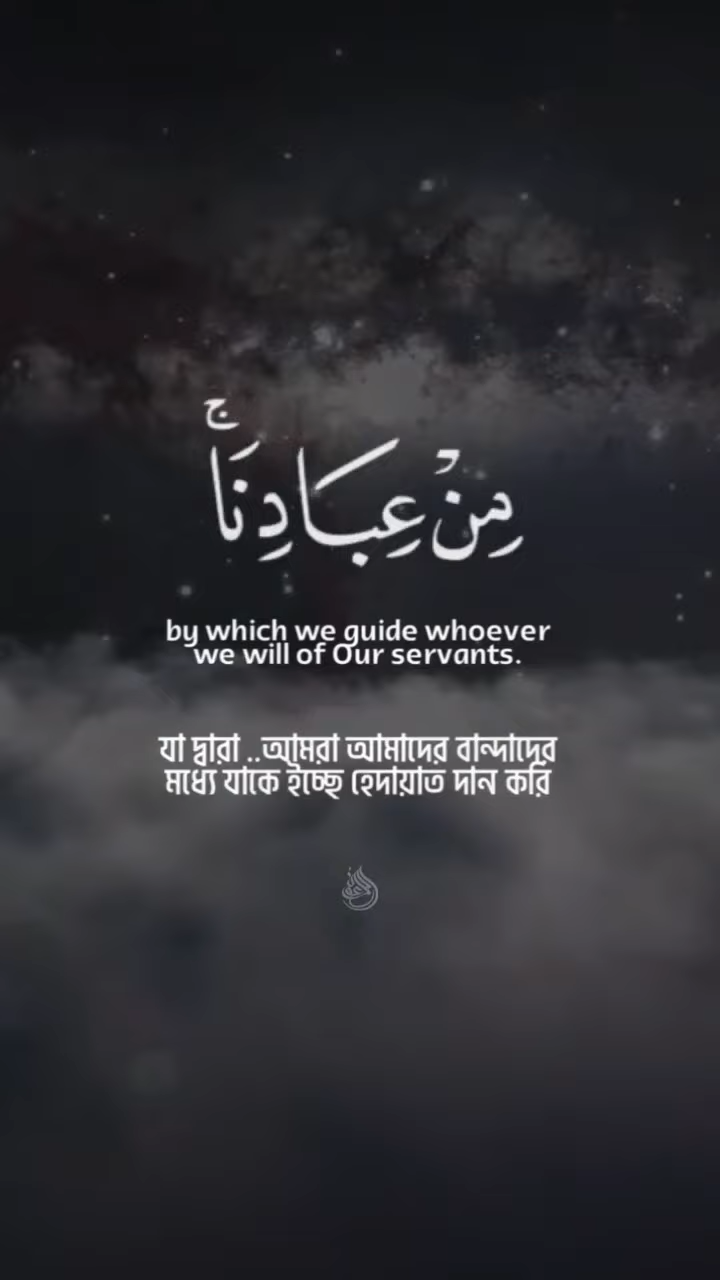 مِنْ عِبَادِنَاۚ
by which we guide whoever
we will of Our servants.
যা দ্বারা ..আমরা আমাদের বান্দাদের
মধ্যে যাকে ইচ্ছে হেদায়াত দান করি